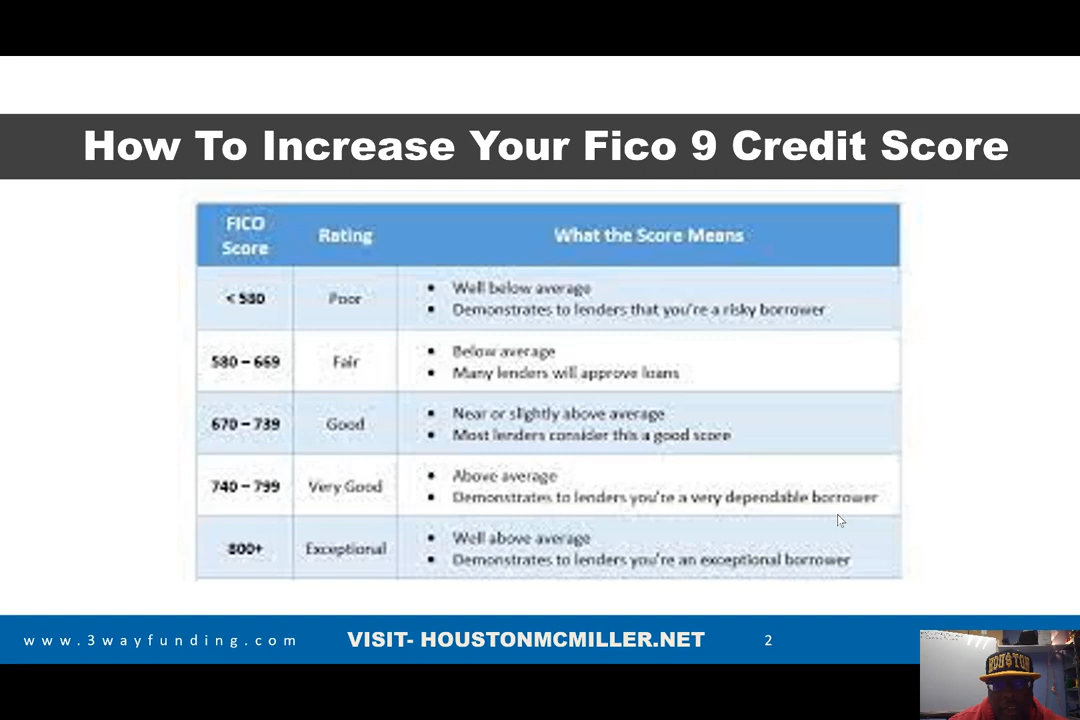 How To Increase Your Fico 9 Credit Score
FICO
Score
Rating
What the Score Means
< 580
Poor
• Well below average
• Demonstrates to lenders that you're a risky borrower
580 – 669
Fair
• Below average
• Many lenders will approve loans
670 – 739
Good
• Near or slightly above average
• Most lenders consider this a good score
740 – 799
Very Good
• Above average
• Demonstrates to lenders you're a very dependable borrower
800+
Exceptional
• Well above average
• Demonstrates to lenders you're an exceptional borrower
www.3wayfunding.com
VISIT- HOUSTONMCMILLER.NET
2
HOU$TON